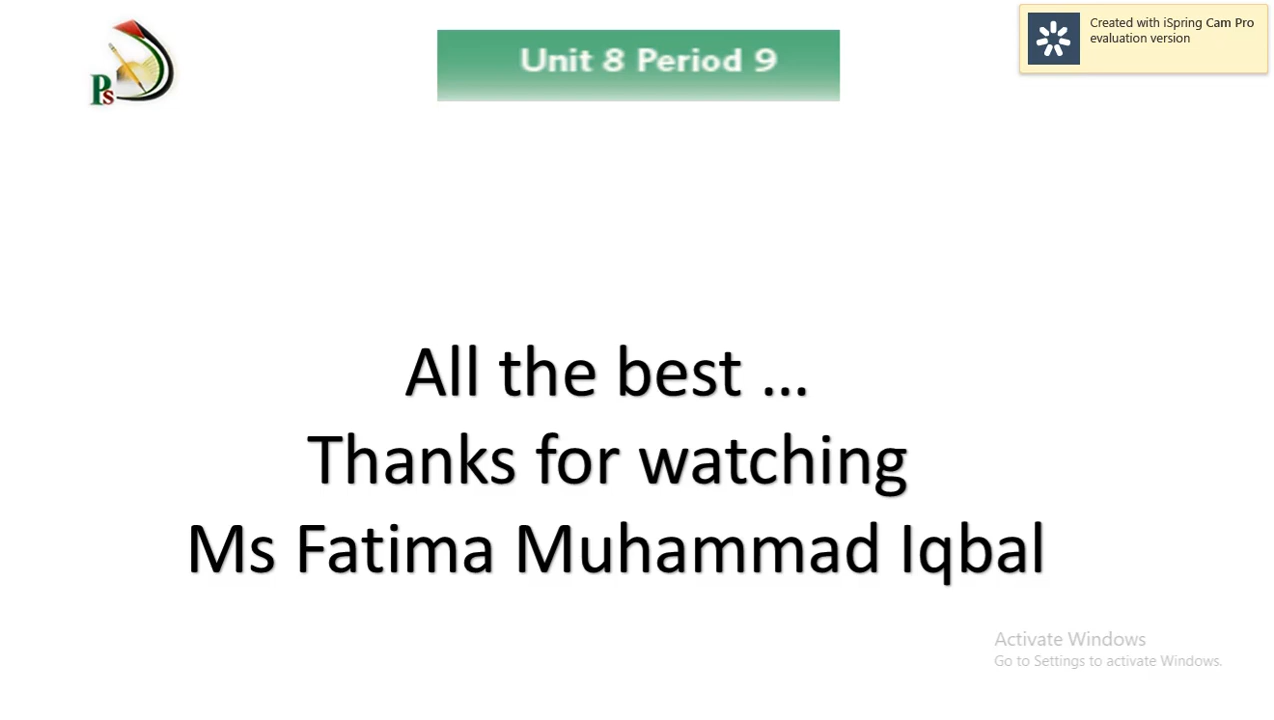 Ps
Unit 8 Period 9
Created with iSpring Cam Pro
evaluation version
All the best ...
Thanks for watching
Ms Fatima Muhammad Iqbal
Activate Windows
Go to Settings to activate Windows.